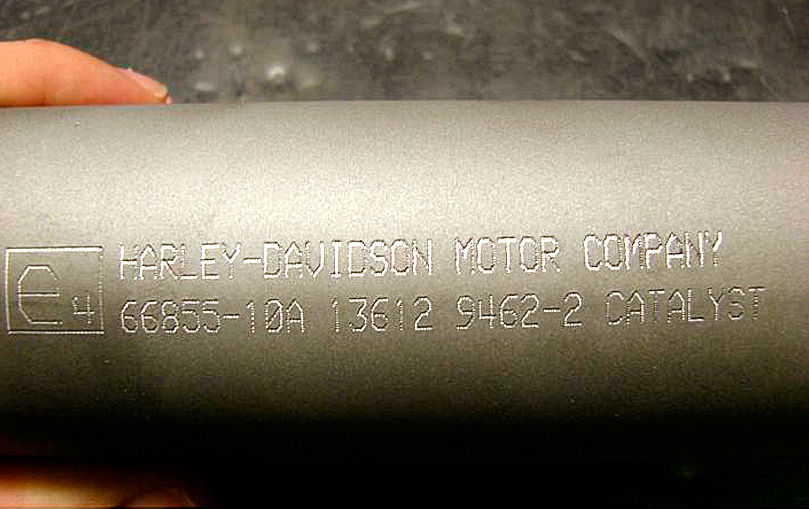 e4 HARLEY-DAVIDSON MOTOR COMPANY
66855-10A 13612 9462-2 CATALYST